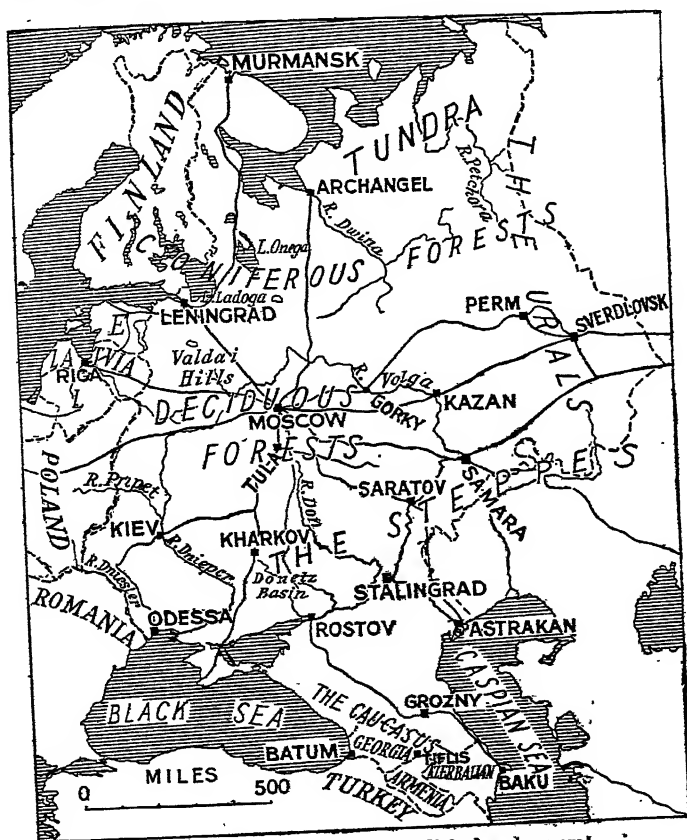 MURMANSK
FINLAND
TUNDRA
R. Petchora
THE
ARCHANGEL
R. Dwina
FORESTS
CONIFEROUS
L. Onega
L. Ladoga
LENINGRAD
PERM
SVERDLOVSK
URALS
E
LATVIA
RIGA
L
Valdai
Hills
R. Volga
DECIDUOUS
MOSCOW
GORKY
KAZAN
FORESTS
TULA
POLAND
R. Pripet
SARATOV
SAMARA
STEPPES
KIEV
R. Dnieper
KHARKOV
R. Don
THE
R. Dniester
Donetz
Basin
STALINGRAD
ROMANIA
ODESSA
ROSTOV
ASTRAKAN
CASPIAN SEA
BLACK SEA
THE CAUCASUS
GROZNY
GEORGIA
TIFLIS
BATUM
AZERBAIJAN
ARMENIA
BAKU
TURKEY
MILES
0 500